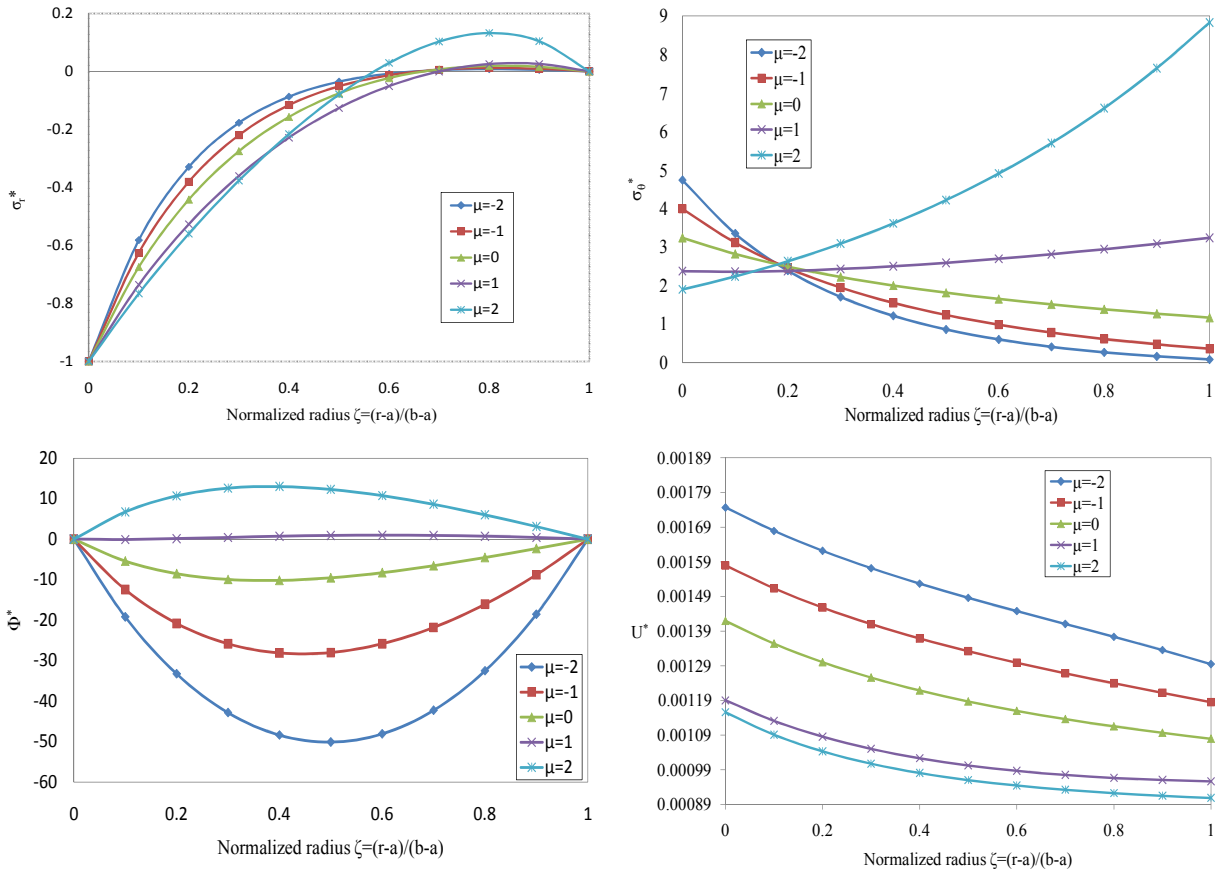 0.2
0
-0.2
-0.4
-0.6
-0.8
-1
σr*
μ=-2
μ=-1
μ=0
μ=1
μ=2
0 0.2 0.4 0.6 0.8 1
Normalized radius ζ=(r-a)/(b-a)
9
8
7
6
5
4
3
2
1
0
σθ*
μ=-2
μ=-1
μ=0
μ=1
μ=2
0 0.2 0.4 0.6 0.8 1
Normalized radius ζ=(r-a)/(b-a)
20
10
0
-10
-20
-30
-40
-50
-60
Φ*
μ=-2
μ=-1
μ=0
μ=1
μ=2
0 0.2 0.4 0.6 0.8 1
Normalized radius ζ=(r-a)/(b-a)
0.00189
0.00179
0.00169
0.00159
0.00149
0.00139
0.00129
0.00119
0.00109
0.00099
0.00089
U*
μ=-2
μ=-1
μ=0
μ=1
μ=2
0 0.2 0.4 0.6 0.8 1
Normalized radius ζ=(r-a)/(b-a)